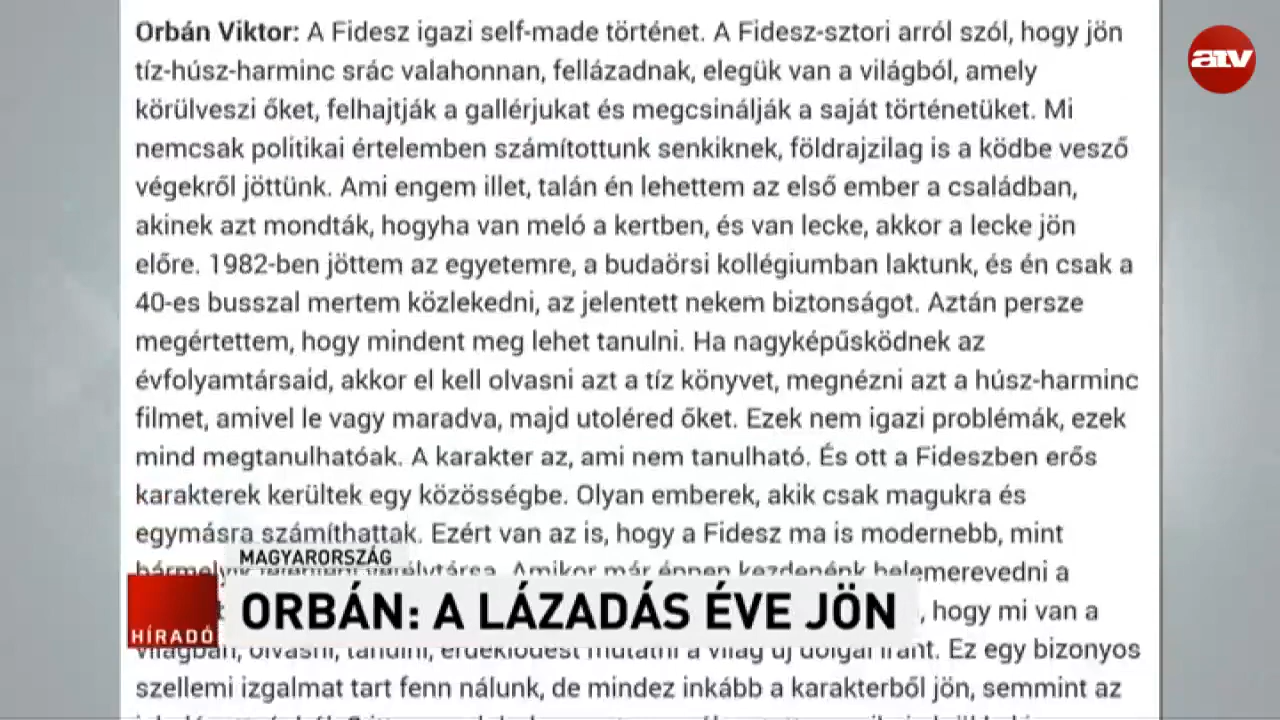 Orbán Viktor: A Fidesz igazi self-made történet. A Fidesz-sztori arról szól, hogy jön
tíz-húsz-harminc srác valahonnan, fellázadnak, elegük van a világból, amely
körülveszi őket, felhajtják a gallérjukat és megcsinálják a saját történetüket. Mi
nemcsak politikai értelemben számítottunk senkiknek, földrajzilag is a ködbe vesző
végekről jöttünk. Ami engem illet, talán én lehettem az első ember a családban,
akinek azt mondták, hogyha van meló a kertben, és van lecke, akkor a lecke jön
előre. 1982-ben jöttem az egyetemre, a budaörsi kollégiumban laktunk, és én csak a
40-es busszal mertem közlekedni, az jelentett nekem biztonságot. Aztán persze
megértettem, hogy mindent meg lehet tanulni. Ha nagyképűsködnek az
évfolyamtársaid, akkor el kell olvasni azt a tíz könyvet, megnézni azt a húsz-harminc
filmet, amivel le vagy maradva, majd utoléred őket. Ezek nem igazi problémák, ezek
mind megtanulhatóak. A karakter az, ami nem tanulható. És ott a Fideszben erős
karakterek kerültek egy közösségbe. Olyan emberek, akik csak magukra és
egymásra számíthattak. Ezért van az is, hogy a Fidesz ma is modernebb, mint
Amikor már éppen kezdenénk belemerevedni a
, hogy mi van a
világban, olvasni, tanulni, érdeklődést mutatni a világ új dolgai iránt. Ez egy bizonyos
szellemi izgalmat tart fenn nálunk, de mindez inkább a karakterből jön, semmint az
atv
MAGYARORSZÁG
HÍRADÓ
ORBÁN: A LÁZADÁS ÉVE JÖN